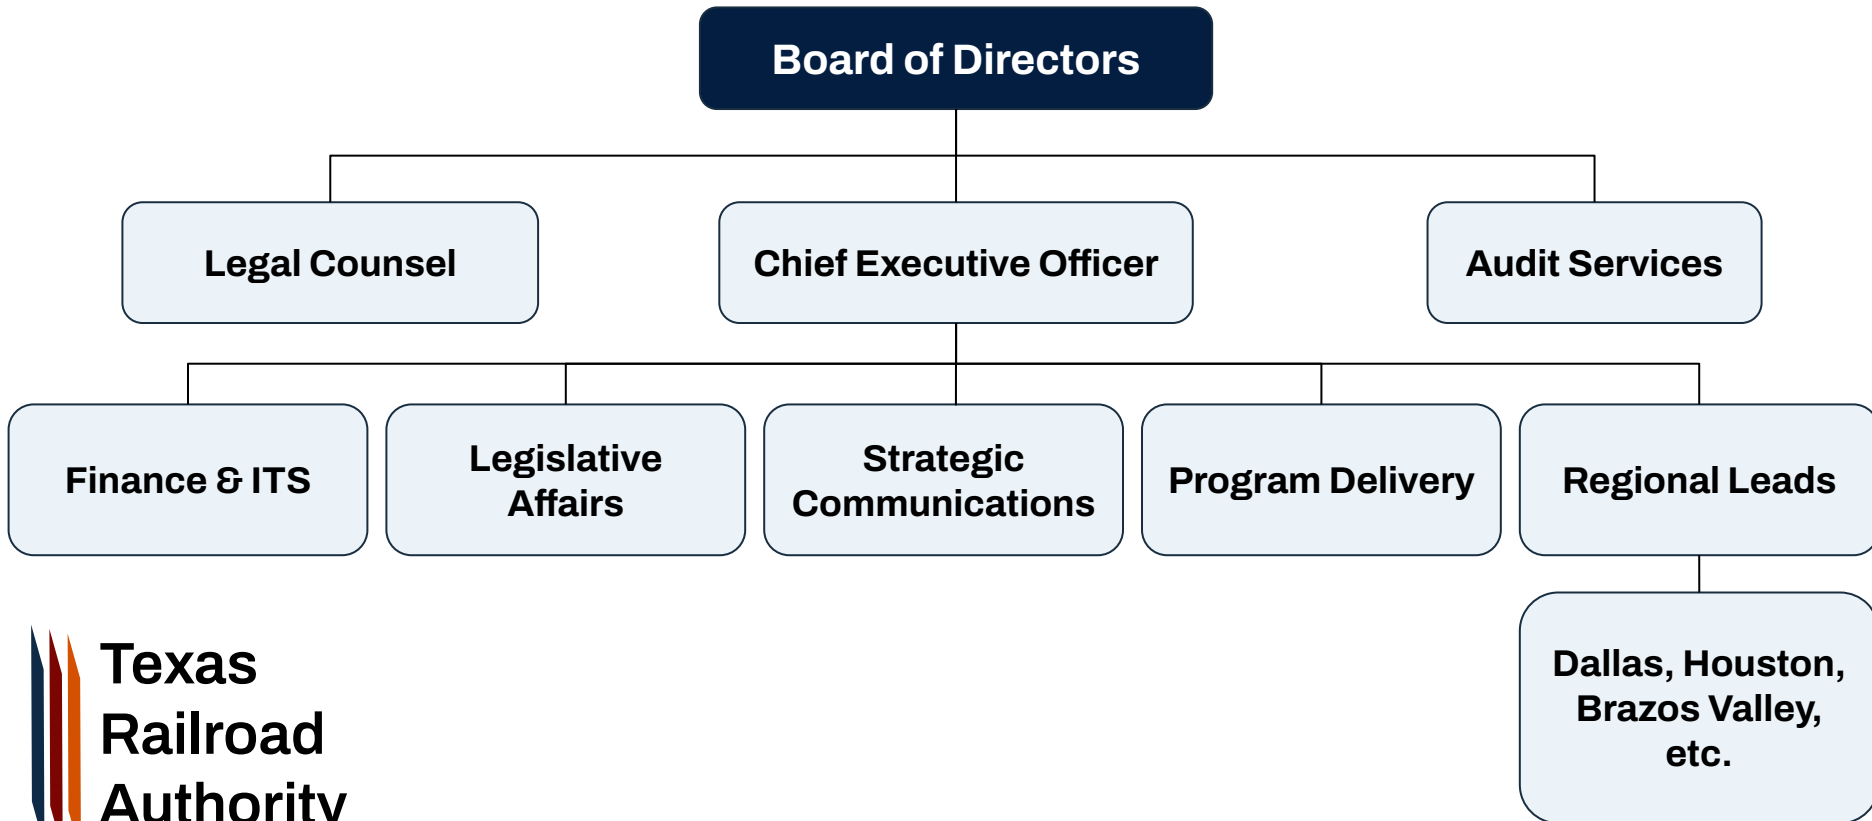 Board of Directors
Legal Counsel
Chief Executive Officer
Audit Services
Finance & ITS
Legislative
Affairs
Strategic
Communications
Program Delivery
Regional Leads
Dallas, Houston,
Brazos Valley,
etc.
Texas
Railroad
Authority